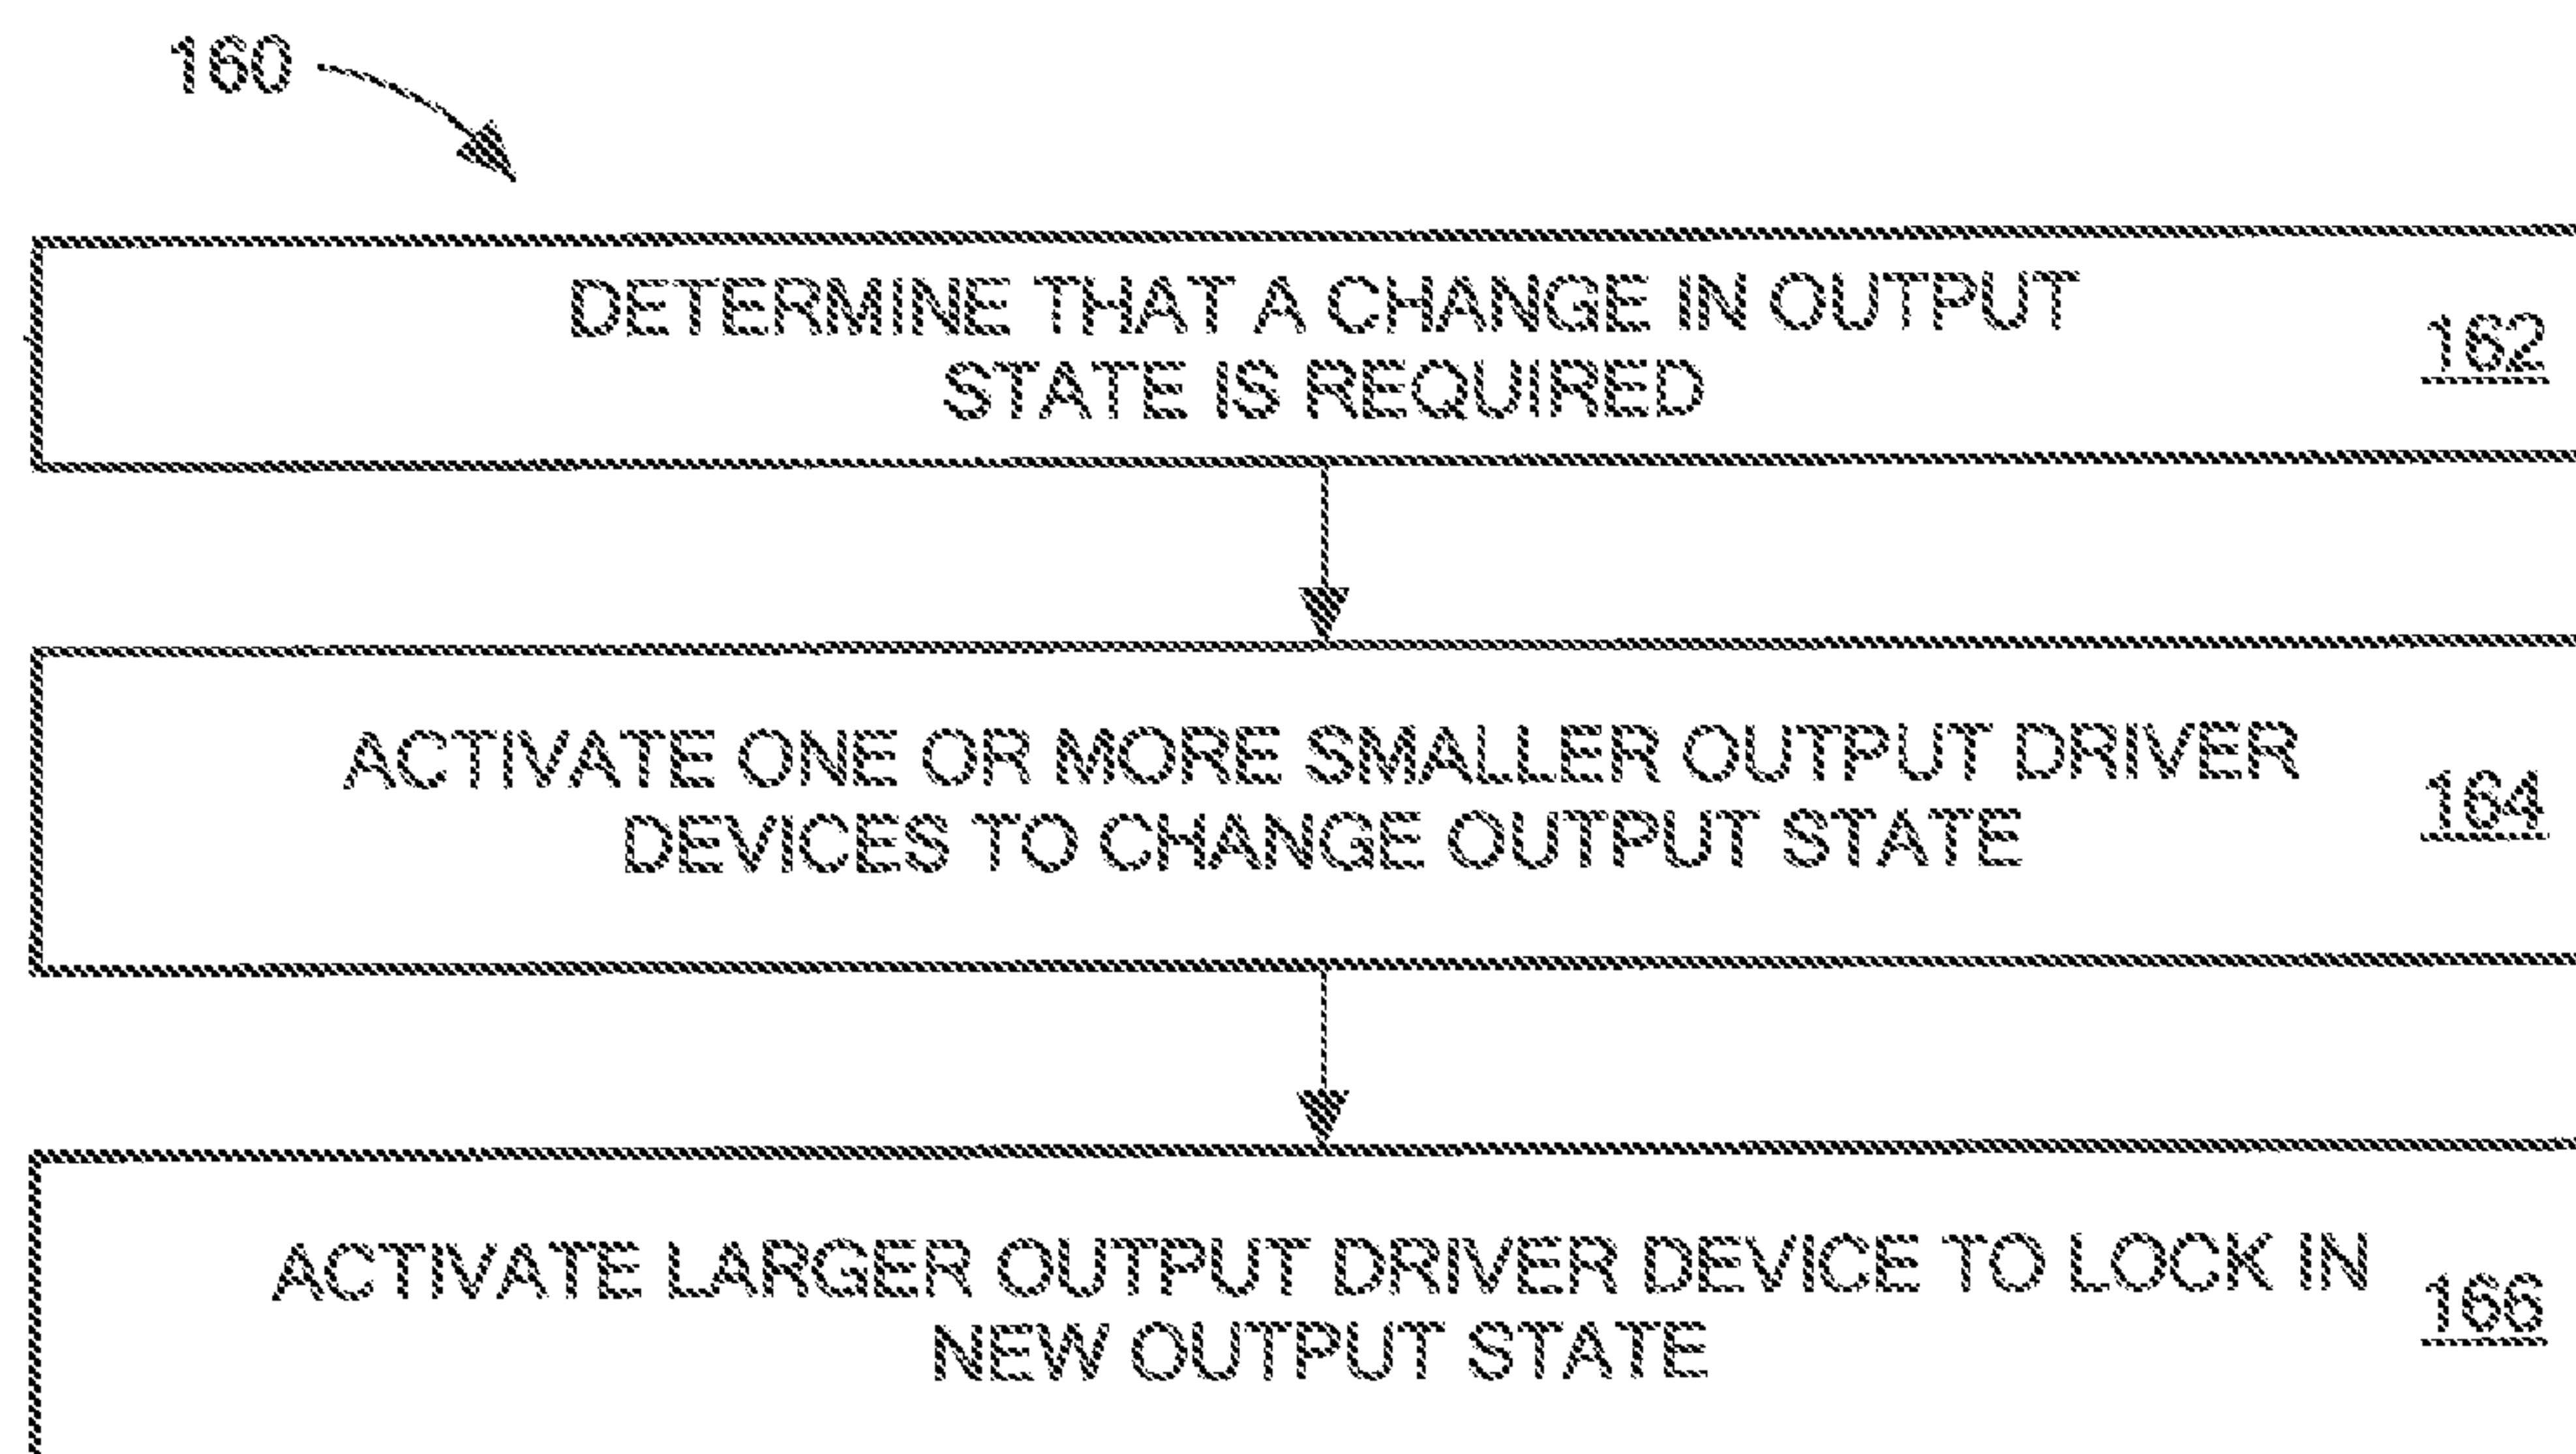 160
DETERMINE THAT A CHANGE IN OUTPUT
STATE IS REQUIRED
162
ACTIVATE ONE OR MORE SMALLER OUTPUT DRIVER
DEVICES TO CHANGE OUTPUT STATE
164
ACTIVATE LARGER OUTPUT DRIVER DEVICE TO LOCK IN
NEW OUTPUT STATE
166